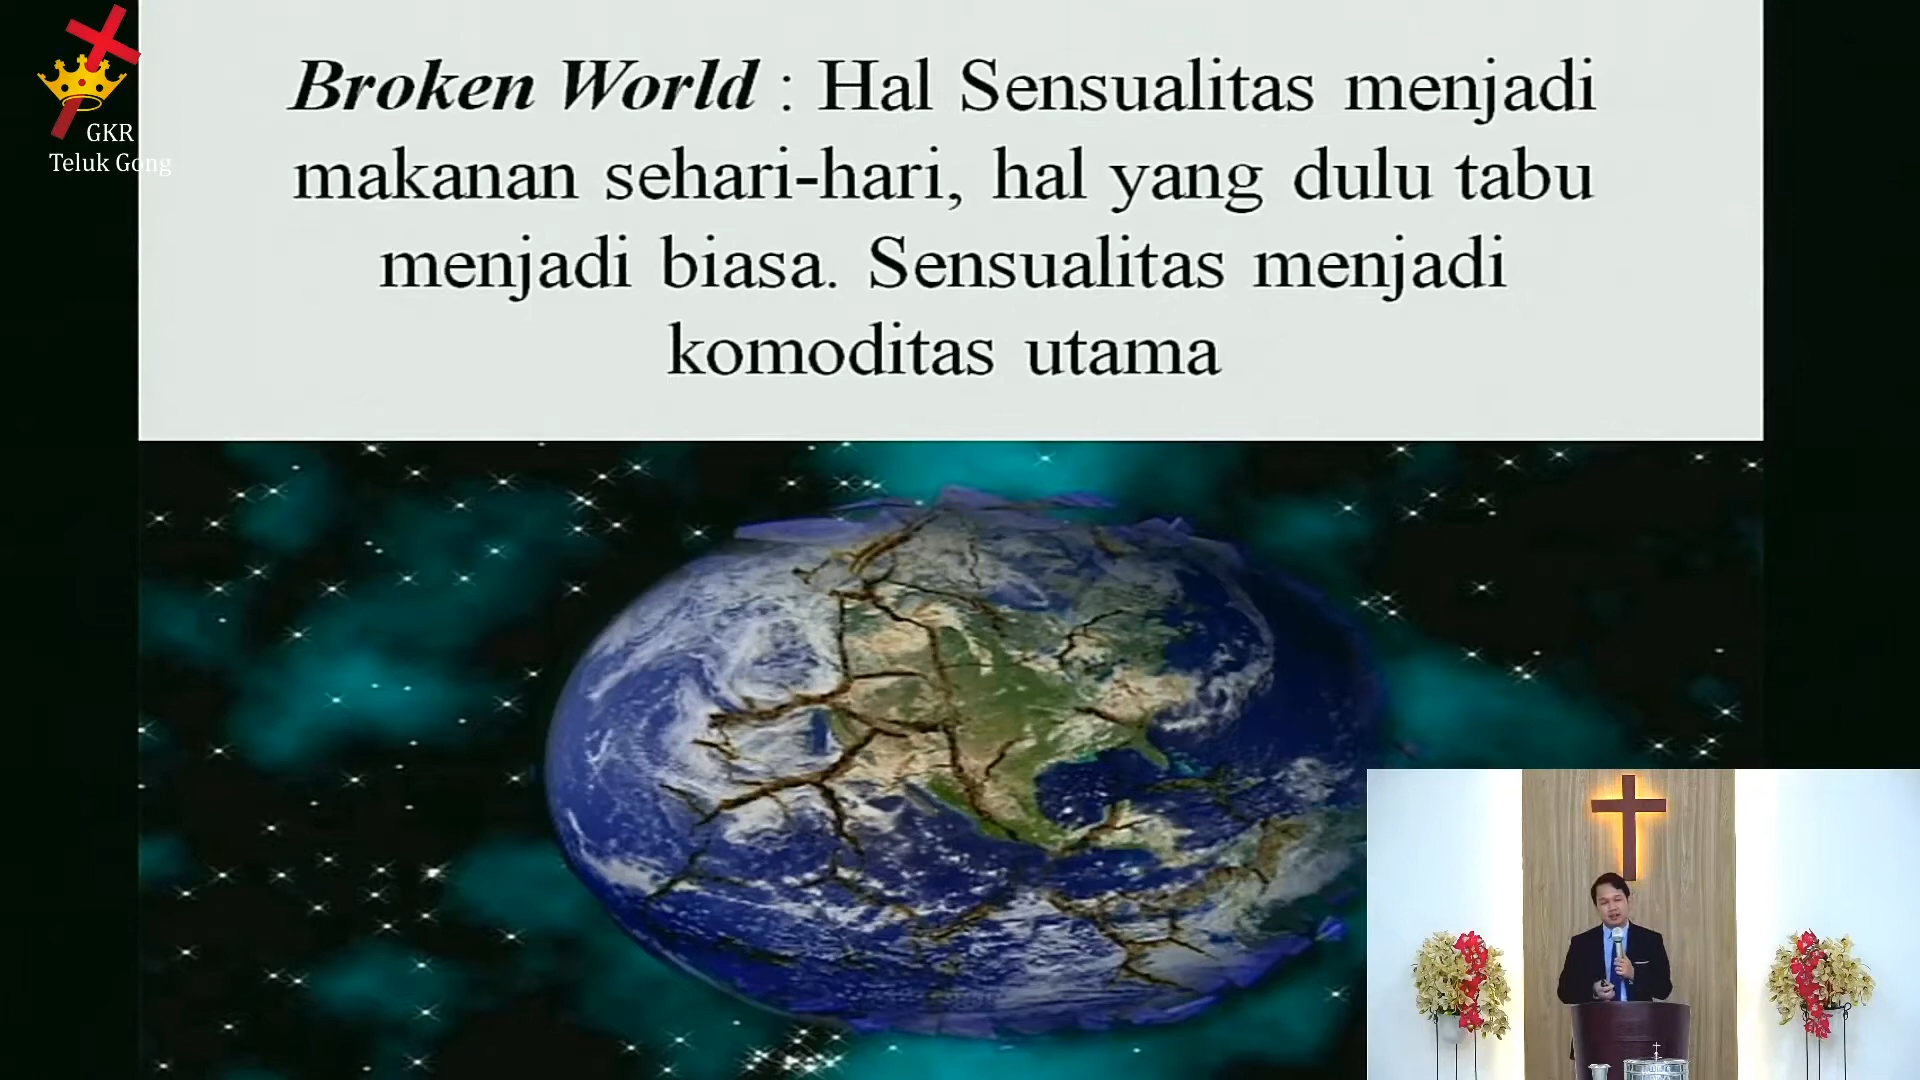 GKR
Teluk Gong
Broken World : Hal Sensualitas menjadi
makanan sehari-hari, hal yang dulu tabu
menjadi biasa. Sensualitas menjadi
komoditas utama